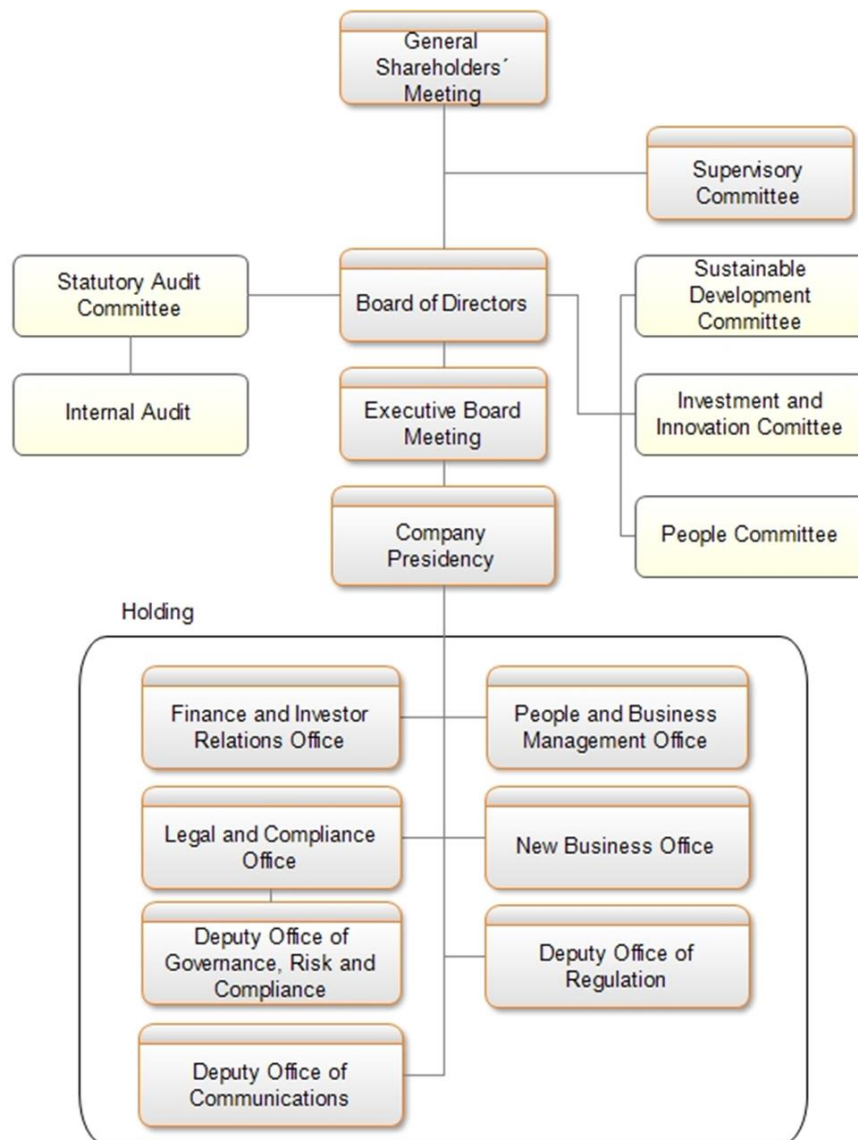 General
Shareholders´
Meeting
Supervisory
Committee
Statutory Audit
Committee
Board of Directors
Sustainable
Development
Committee
Internal Audit
Executive Board
Meeting
Investment and
Innovation Comittee
Company
Presidency
People Committee
Holding
Finance and Investor
Relations Office
People and Business
Management Office
Legal and Compliance
Office
New Business Office
Deputy Office of
Governance, Risk and
Compliance
Deputy Office of
Regulation
Deputy Office of
Communications